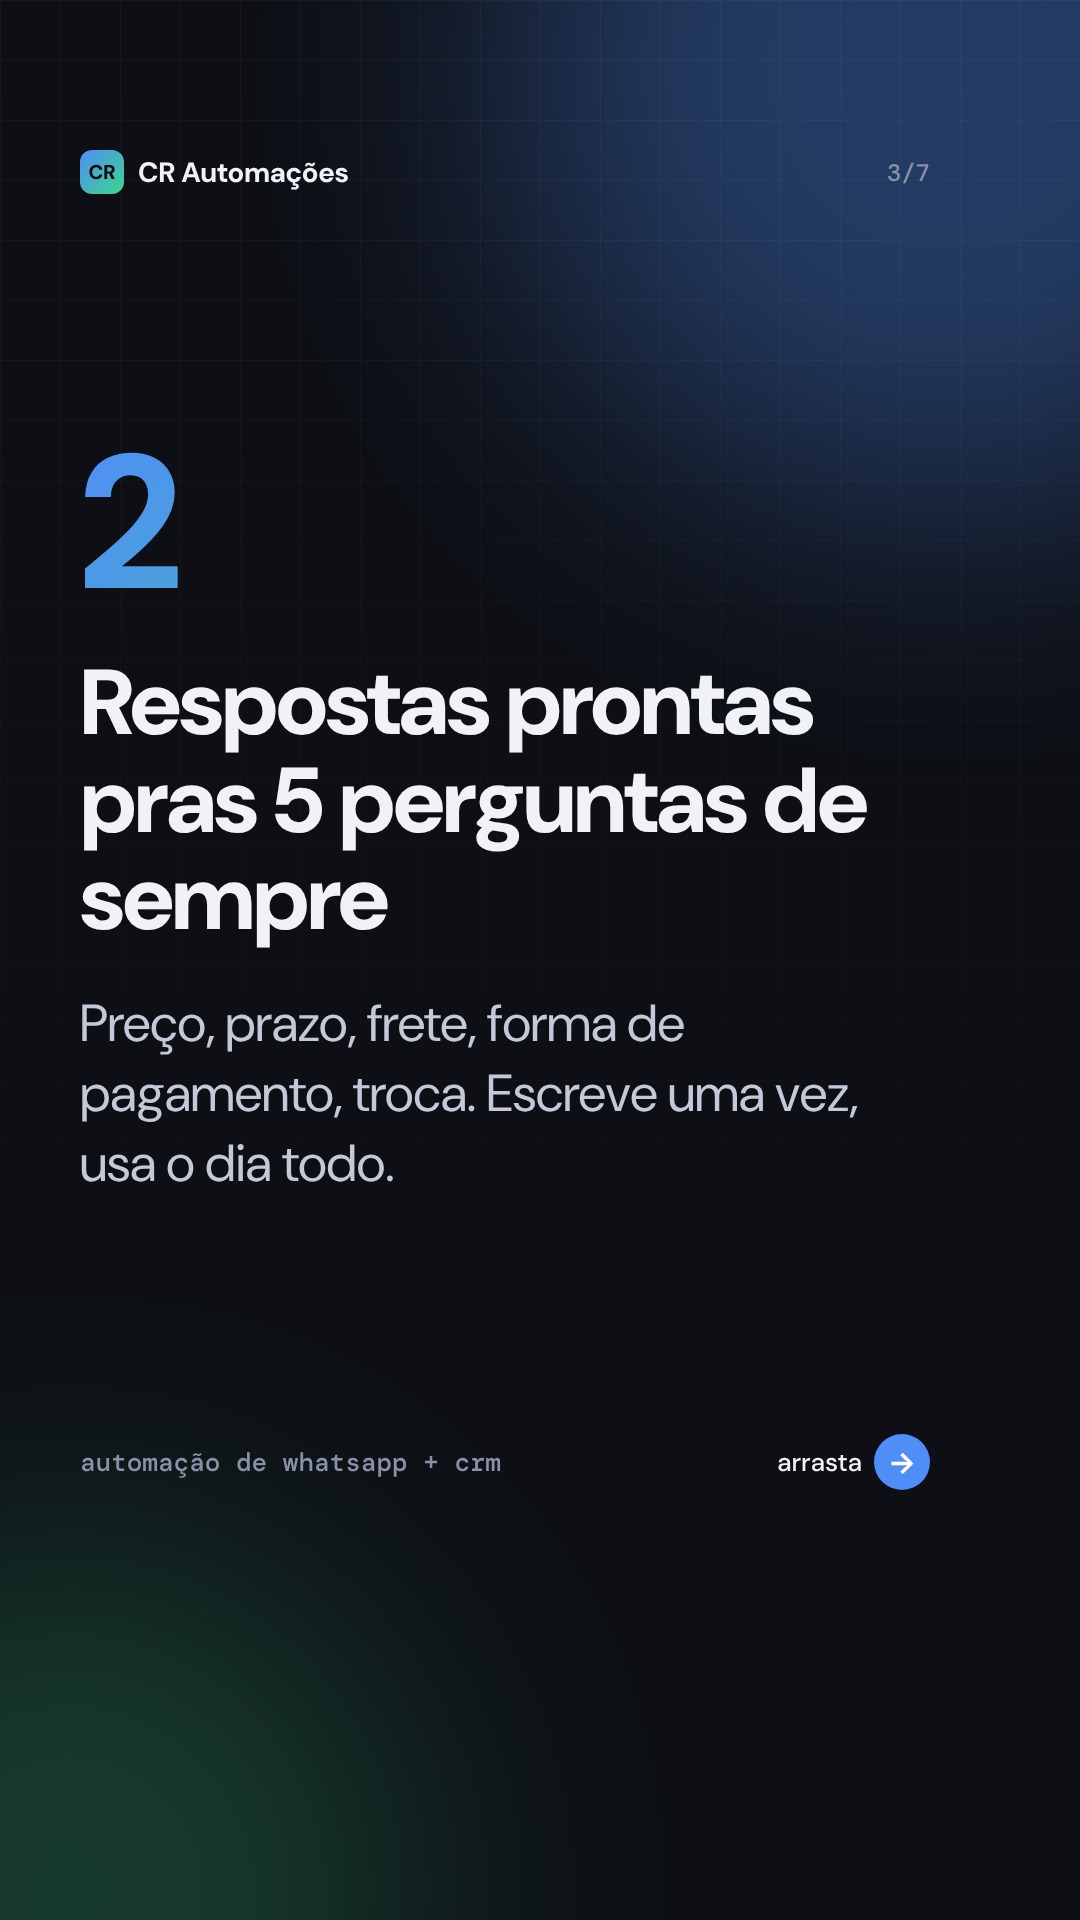 CR CR Automações
3/7
2
Respostas prontas
pras 5 perguntas de
sempre
Preço, prazo, frete, forma de
pagamento, troca. Escreve uma vez,
usa o dia todo.
automação de whatsapp + crm
arrasta →